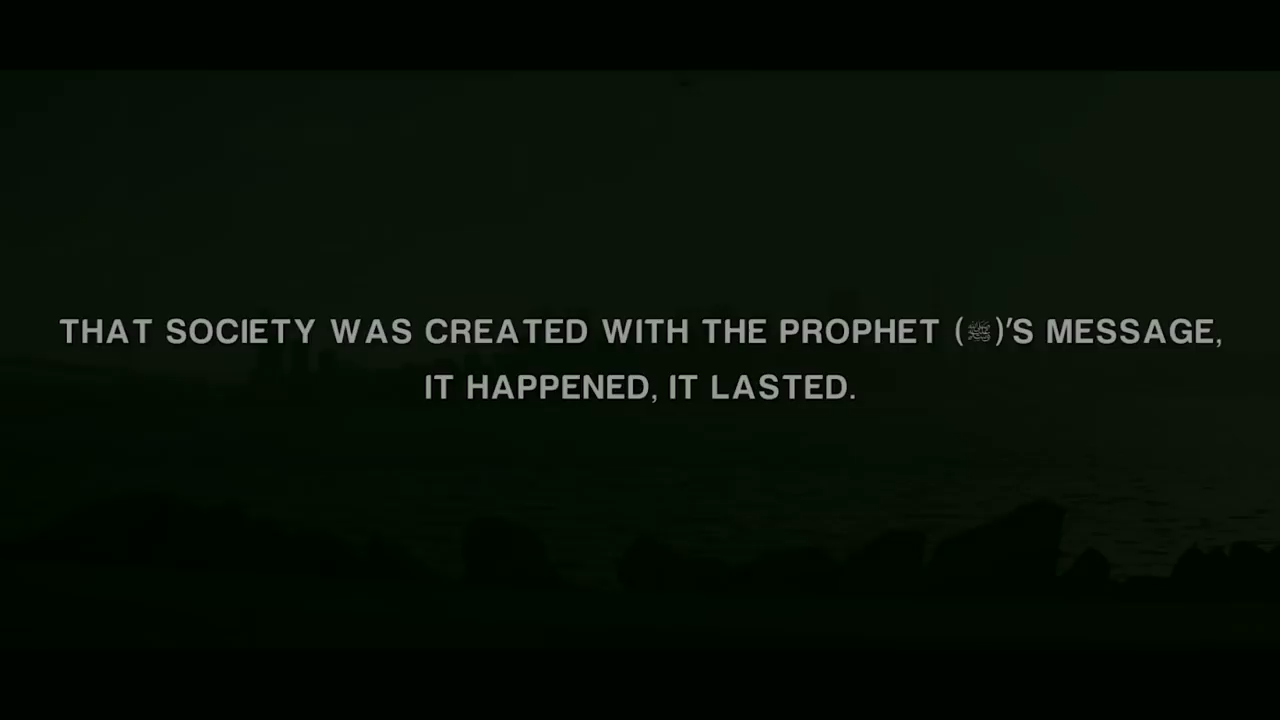 THAT SOCIETY WAS CREATED WITH THE PROPHET (ﷺ)'S MESSAGE,
IT HAPPENED, IT LASTED.